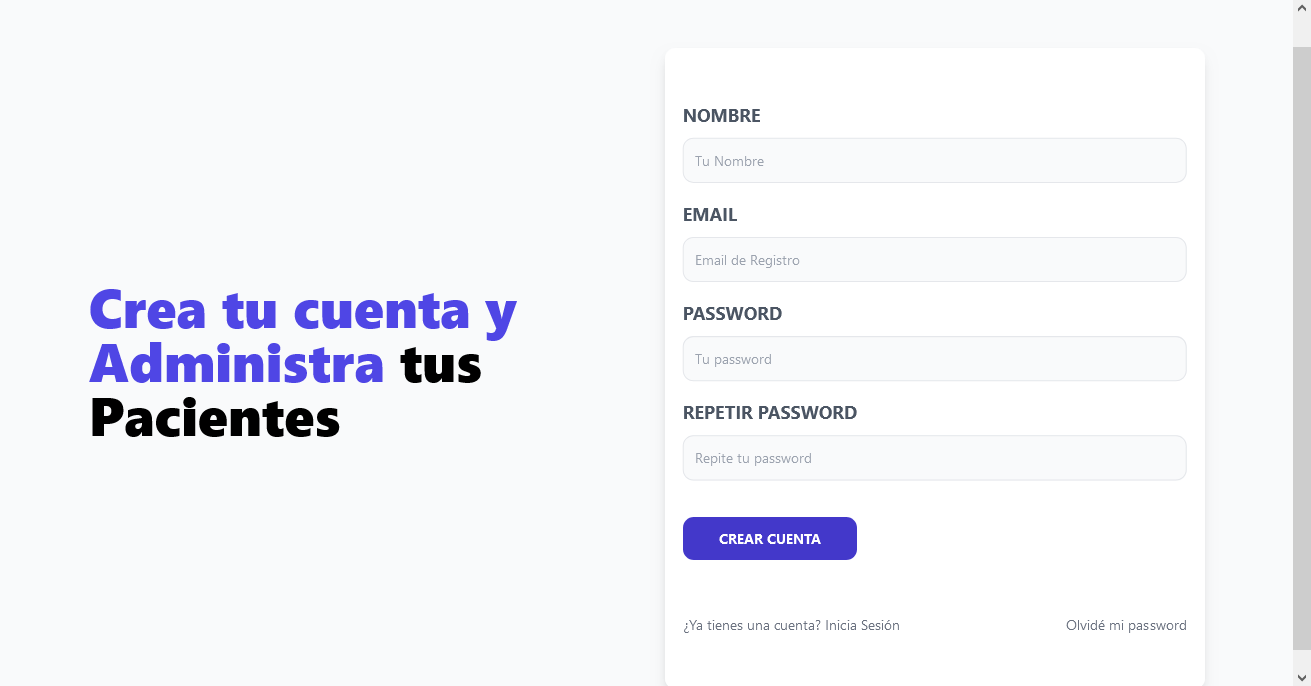 Crea tu cuenta y
Administra tus
Pacientes
NOMBRE
Tu Nombre
EMAIL
Email de Registro
PASSWORD
Tu password
REPETIR PASSWORD
Repite tu password
CREAR CUENTA
¿Ya tienes una cuenta? Inicia Sesión
Olvidé mi password